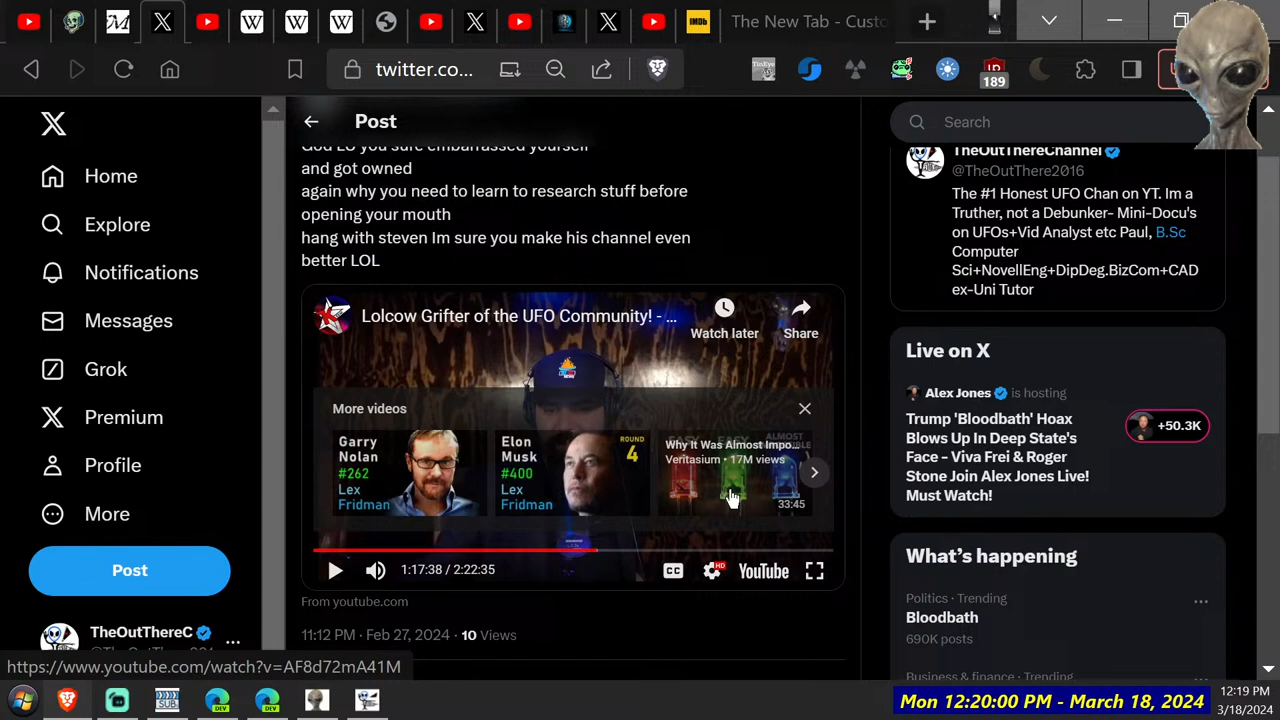 The New Tab - Custo
twitter.co...
189
Post
Search
Home
Explore
Notifications
Messages
Grok
Premium
Profile
More
Post
TheOutThereC
and got owned
again why you need to learn to research stuff before
opening your mouth
hang with steven Im sure you make his channel even
better LOL
Lolcow Grifter of the UFO Community! - ...
Watch later
Share
More videos
Garry
Nolan
#262
Lex
Fridman
Elon
Musk
#400
Lex
Fridman
ROUND
4
Why It Was Almost Impo...
Veritasium • 17M views
33:45
1:17:38 / 2:22:35
CC
HD
YouTube
From youtube.com
11:12 PM · Feb 27, 2024 · 10 Views
TheOutThereChannel
@TheOutThere2016
The #1 Honest UFO Chan on YT. Im a
Truther, not a Debunker- Mini-Docu's
on UFOs+Vid Analyst etc Paul, B.Sc
Computer
Sci+NovellEng+DipDeg.BizCom+CAD
ex-Uni Tutor
Live on X
Alex Jones is hosting
Trump 'Bloodbath' Hoax
Blows Up In Deep State's
Face - Viva Frei & Roger
Stone Join Alex Jones Live!
Must Watch!
+50.3K
What's happening
Politics · Trending
Bloodbath
690K posts
Business & finance · Trending
https://www.youtube.com/watch?v=AF8d72mA41M
DEV
DEV
SUB
Mon 12:20:00 PM - March 18, 2024
12:19 PM
3/18/2024